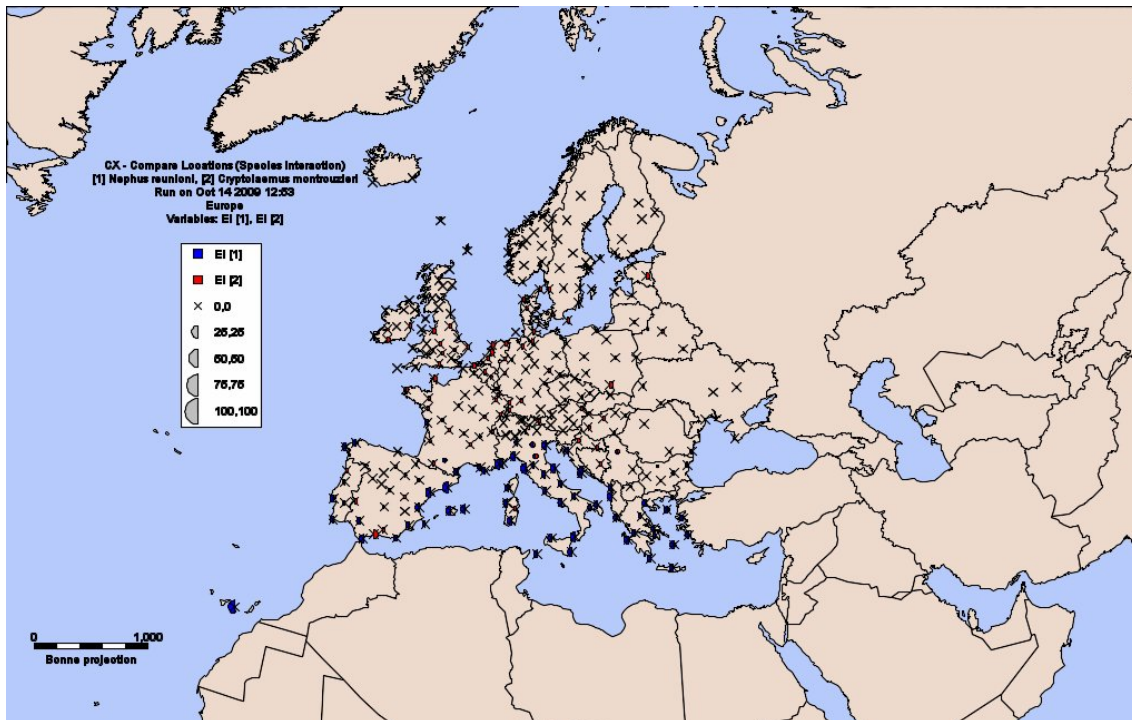 CX - Compare Locations (Species Interaction)
[1] Nephus reunioni, [2] Cryptolaemus montrouzieri
Run on Oct 14 2009 12:53
Europe
Variables: EI [1], EI [2]
EI [1]
EI [2]
0,0
25,25
50,50
75,75
100,100
0 1,000
Bonne projection